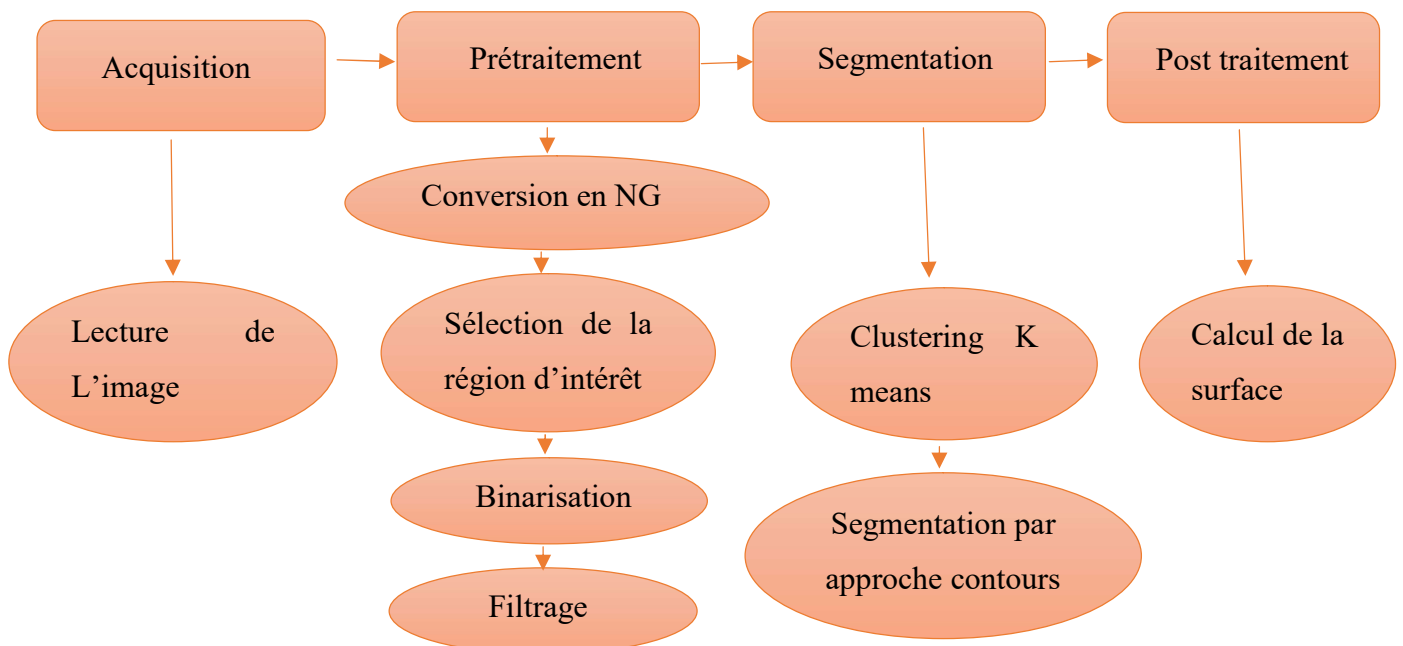 Acquisition
Prétraitement
Segmentation
Post traitement
Lecture de
L’image
Conversion en NG
Sélection de la
région d’intérêt
Binarisation
Filtrage
Clustering K
means
Segmentation par
approche contours
Calcul de la
surface